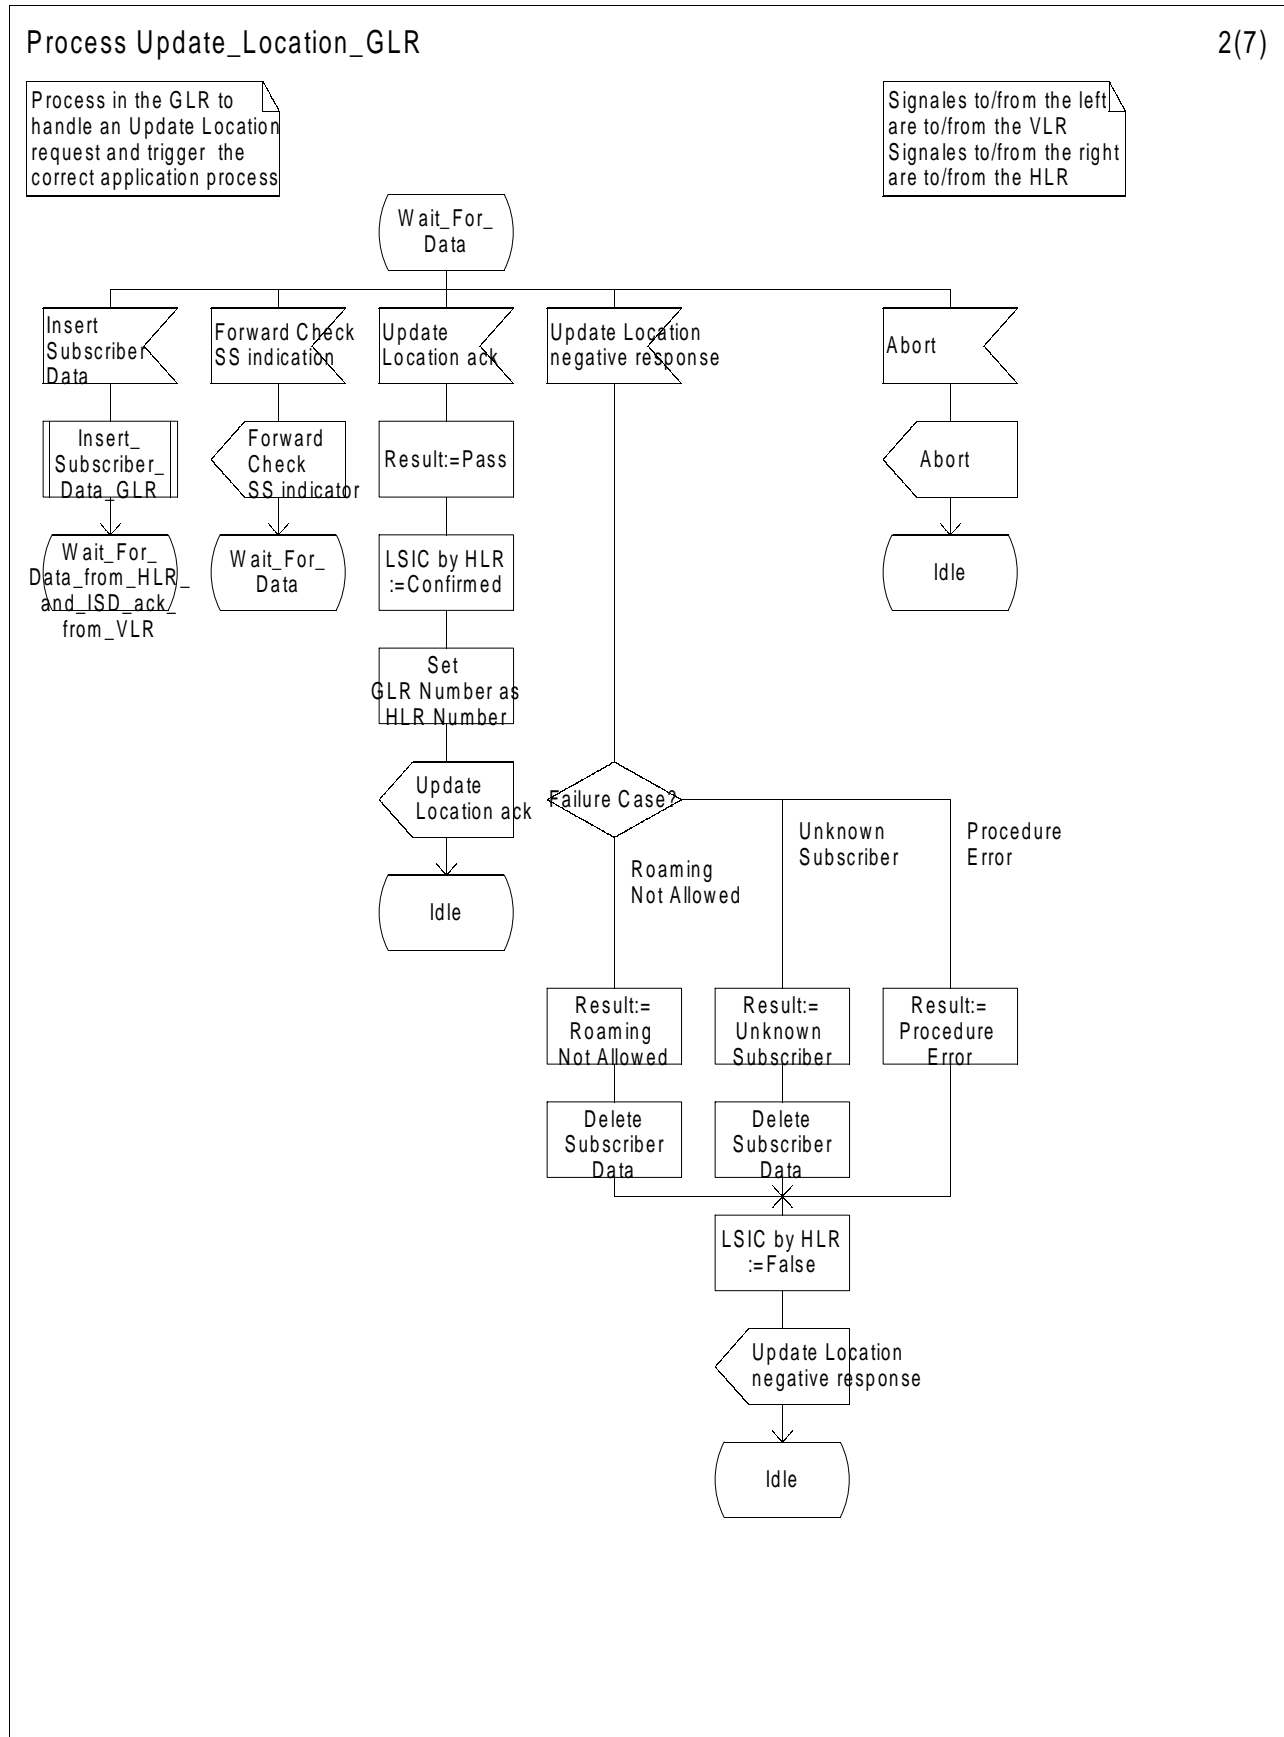 Process Update_Location_GLR
2(7)
Process in the GLR to
handle an Update Location
request and trigger the
correct application process
Signales to/from the left
are to/from the VLR
Signales to/from the right
are to/from the HLR
Wait_For_
Data
Insert
Subscriber
Data
Forward Check
SS indication
Update
Location ack
Update Location
negative response
Abort
Insert_
Subscriber_
Data_GLR
Forward
Check
SS indicator
Result:=Pass
Abort
Wait_For_
Data_from_HLR_
and_ISD_ack_
from_VLR
Wait_For_
Data
LSIC by HLR
:=Confirmed
Idle
Set
GLR Number as
HLR Number
Update
Location ack
Failure Case?
Unknown
Subscriber
Procedure
Error
Roaming
Not Allowed
Idle
Result:=
Roaming
Not Allowed
Result:=
Unknown
Subscriber
Result:=
Procedure
Error
Delete
Subscriber
Data
Delete
Subscriber
Data
LSIC by HLR
:=False
Update Location
negative response
Idle